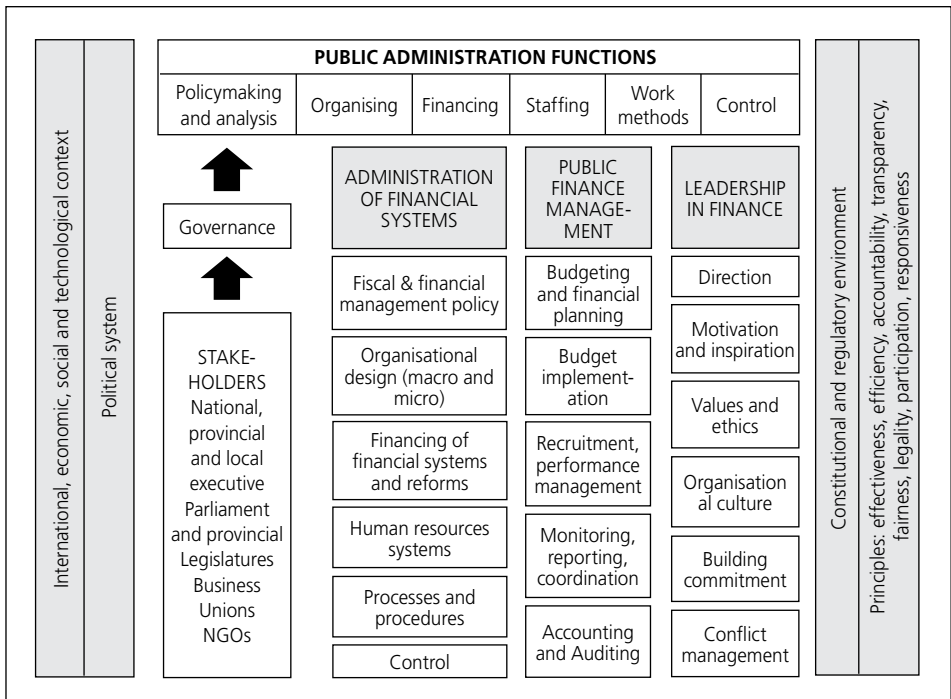 International, economic, social and technological context
Political system
PUBLIC ADMINISTRATION FUNCTIONS
Policymaking
and analysis
Organising
Financing
Staffing
Work
methods
Control
Governance
STAKE-
HOLDERS
National,
provincial
and local
executive
Parliament
and provincial
Legislatures
Business
Unions
NGOs
ADMINISTRATION
OF FINANCIAL
SYSTEMS
Fiscal & financial
management policy
Organisational
design (macro and
micro)
Financing of
financial systems
and reforms
Human resources
systems
Processes and
procedures
Control
PUBLIC
FINANCE
MANAGE-
MENT
Budgeting
and financial
planning
Budget
implement-
ation
Recruitment,
performance
management
Monitoring,
reporting,
coordination
Accounting
and Auditing
LEADERSHIP
IN FINANCE
Direction
Motivation
and inspiration
Values and
ethics
Organisation
al culture
Building
commitment
Conflict
management
Constitutional and regulatory environment
Principles: effectiveness, efficiency, accountability, transparency,
fairness, legality, participation, responsiveness